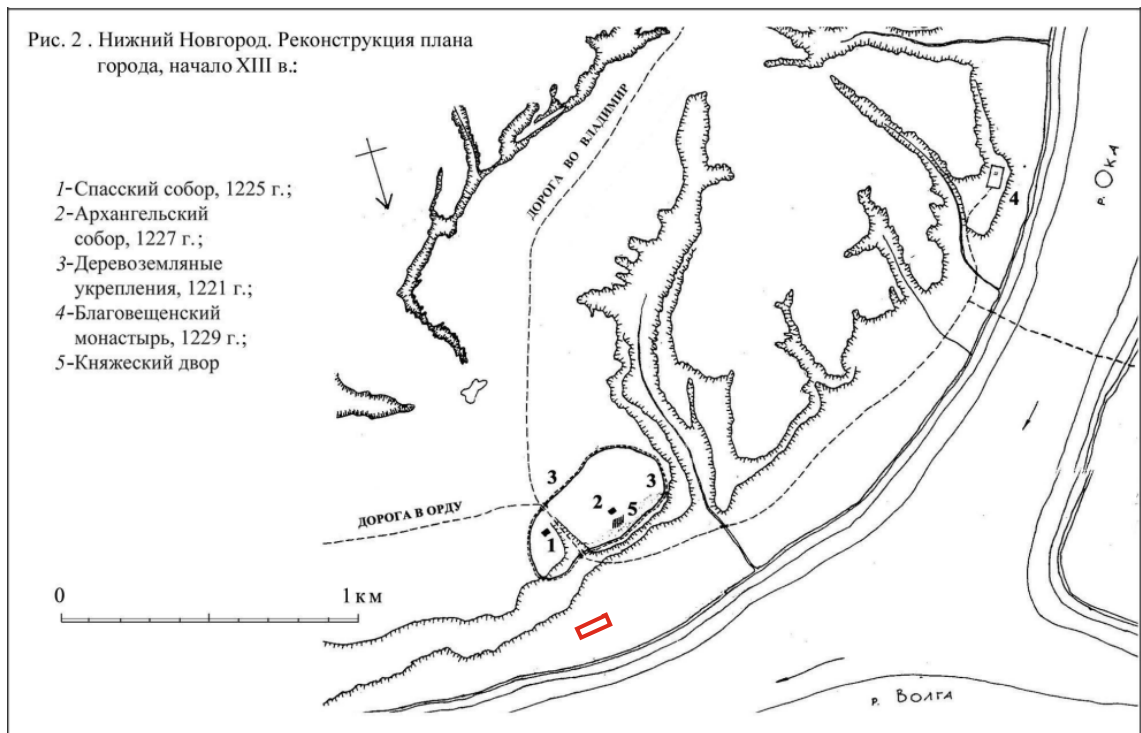 Рис. 2 . Нижний Новгород. Реконструкция плана
города, начало XIII в.:
1-Спасский собор, 1225 г.;
2-Архангельский
собор, 1227 г.;
3-Деревоземляные
укрепления, 1221 г.;
4-Благовещенский
монастырь, 1229 г.;
5-Княжеский двор
ДОРОГА ВО ВЛАДИМИР
р. ОКА
4
3
3
2
5
ДОРОГА В ОРДУ
1
0
1 км
р. ВОЛГА